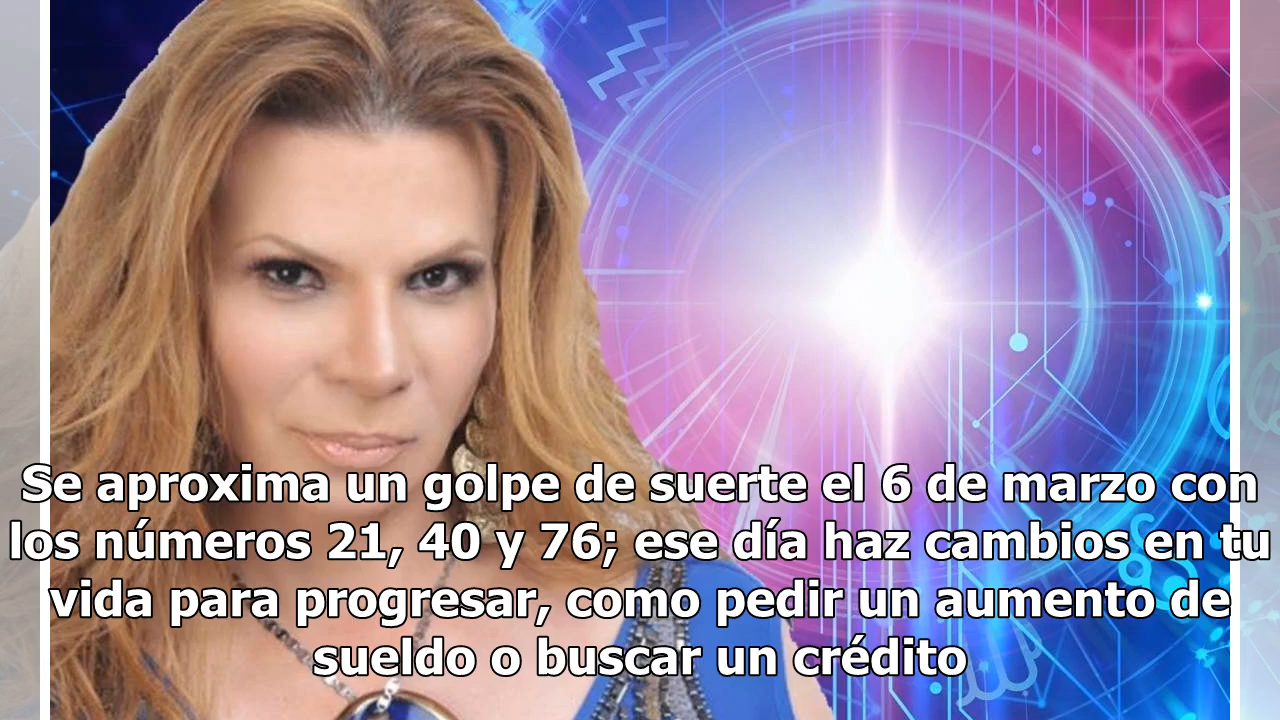 Se aproxima un golpe de suerte el 6 de marzo con
los números 21, 40 y 76; ese día haz cambios en tu
vida para progresar, como pedir un aumento de
sueldo o buscar un crédito